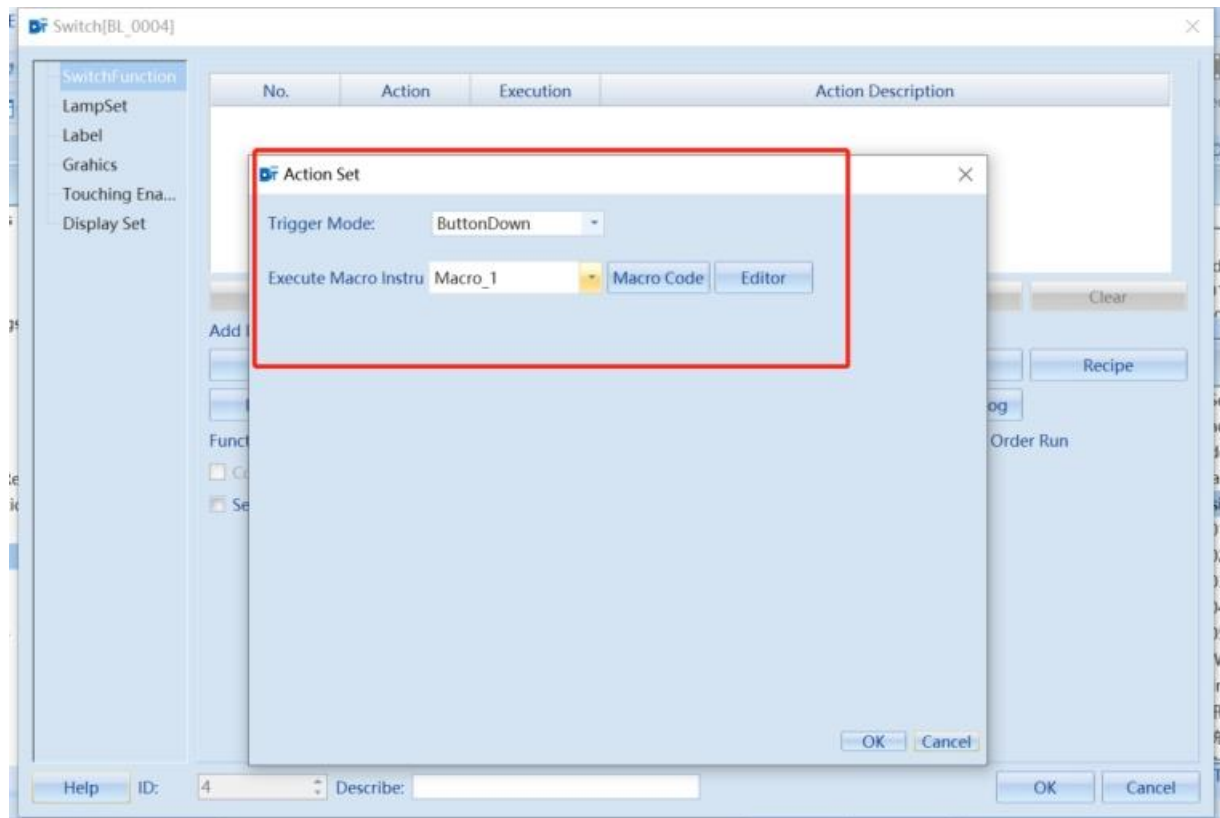 Switch[BL_0004]
SwitchFunction
LampSet
Label
Grahics
Touching Ena...
Display Set
No. Action Execution Action Description
Action Set
Trigger Mode: ButtonDown
Execute Macro Instru Macro_1 Macro Code Editor
Clear
Add
Recipe
og
Funct Order Run
Se
OK Cancel
Help ID: 4 Describe: OK Cancel